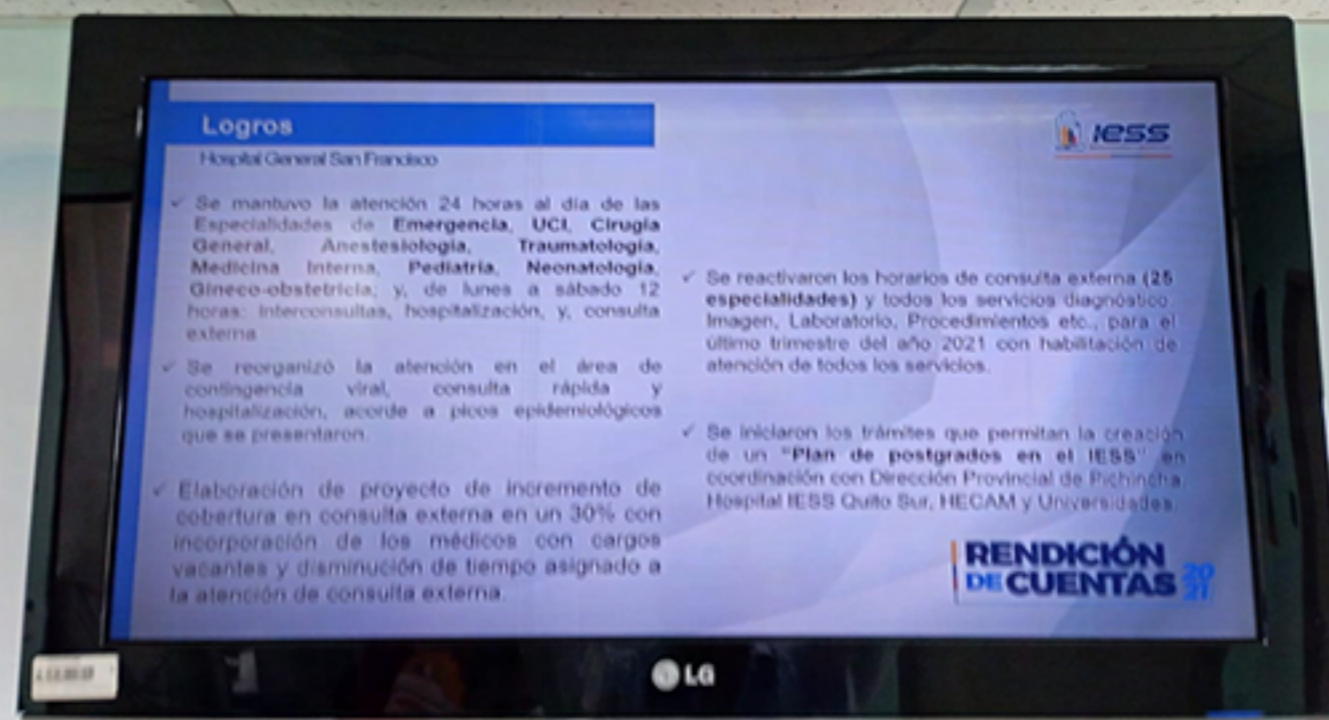 Logros
Hospital General San Francisco
iess
✓ Se mantuvo la atención 24 horas al día de las
Especialidades de Emergencia, UCI, Cirugía
General, Anestesiología, Traumatología,
Medicina Interna, Pediatría, Neonatología,
Gineco-obstetricia; y, de lunes a sábado 12
horas: Interconsultas, hospitalización, y, consulta
externa
✓ Se reorganizó la atención en el área de
contingencia viral, consulta rápida y
hospitalización, acorde a picos epidemiológicos
que se presentaron.
✓ Elaboración de proyecto de incremento de
cobertura en consulta externa en un 30% con
incorporación de los médicos con cargos
vacantes y disminución de tiempo asignado a
la atención de consulta externa.
✓ Se reactivaron los horarios de consulta externa (25
especialidades) y todos los servicios diagnóstico
Imagen, Laboratorio, Procedimientos etc., para el
último trimestre del año 2021 con habilitación de
atención de todos los servicios.
✓ Se iniciaron los trámites que permitan la creación
de un "Plan de postgrados en el IESS" en
coordinación con Dirección Provincial de Pichincha
Hospital IESS Quito Sur, HECAM y Universidades.
RENDICIÓN
DE CUENTAS 2021
LG